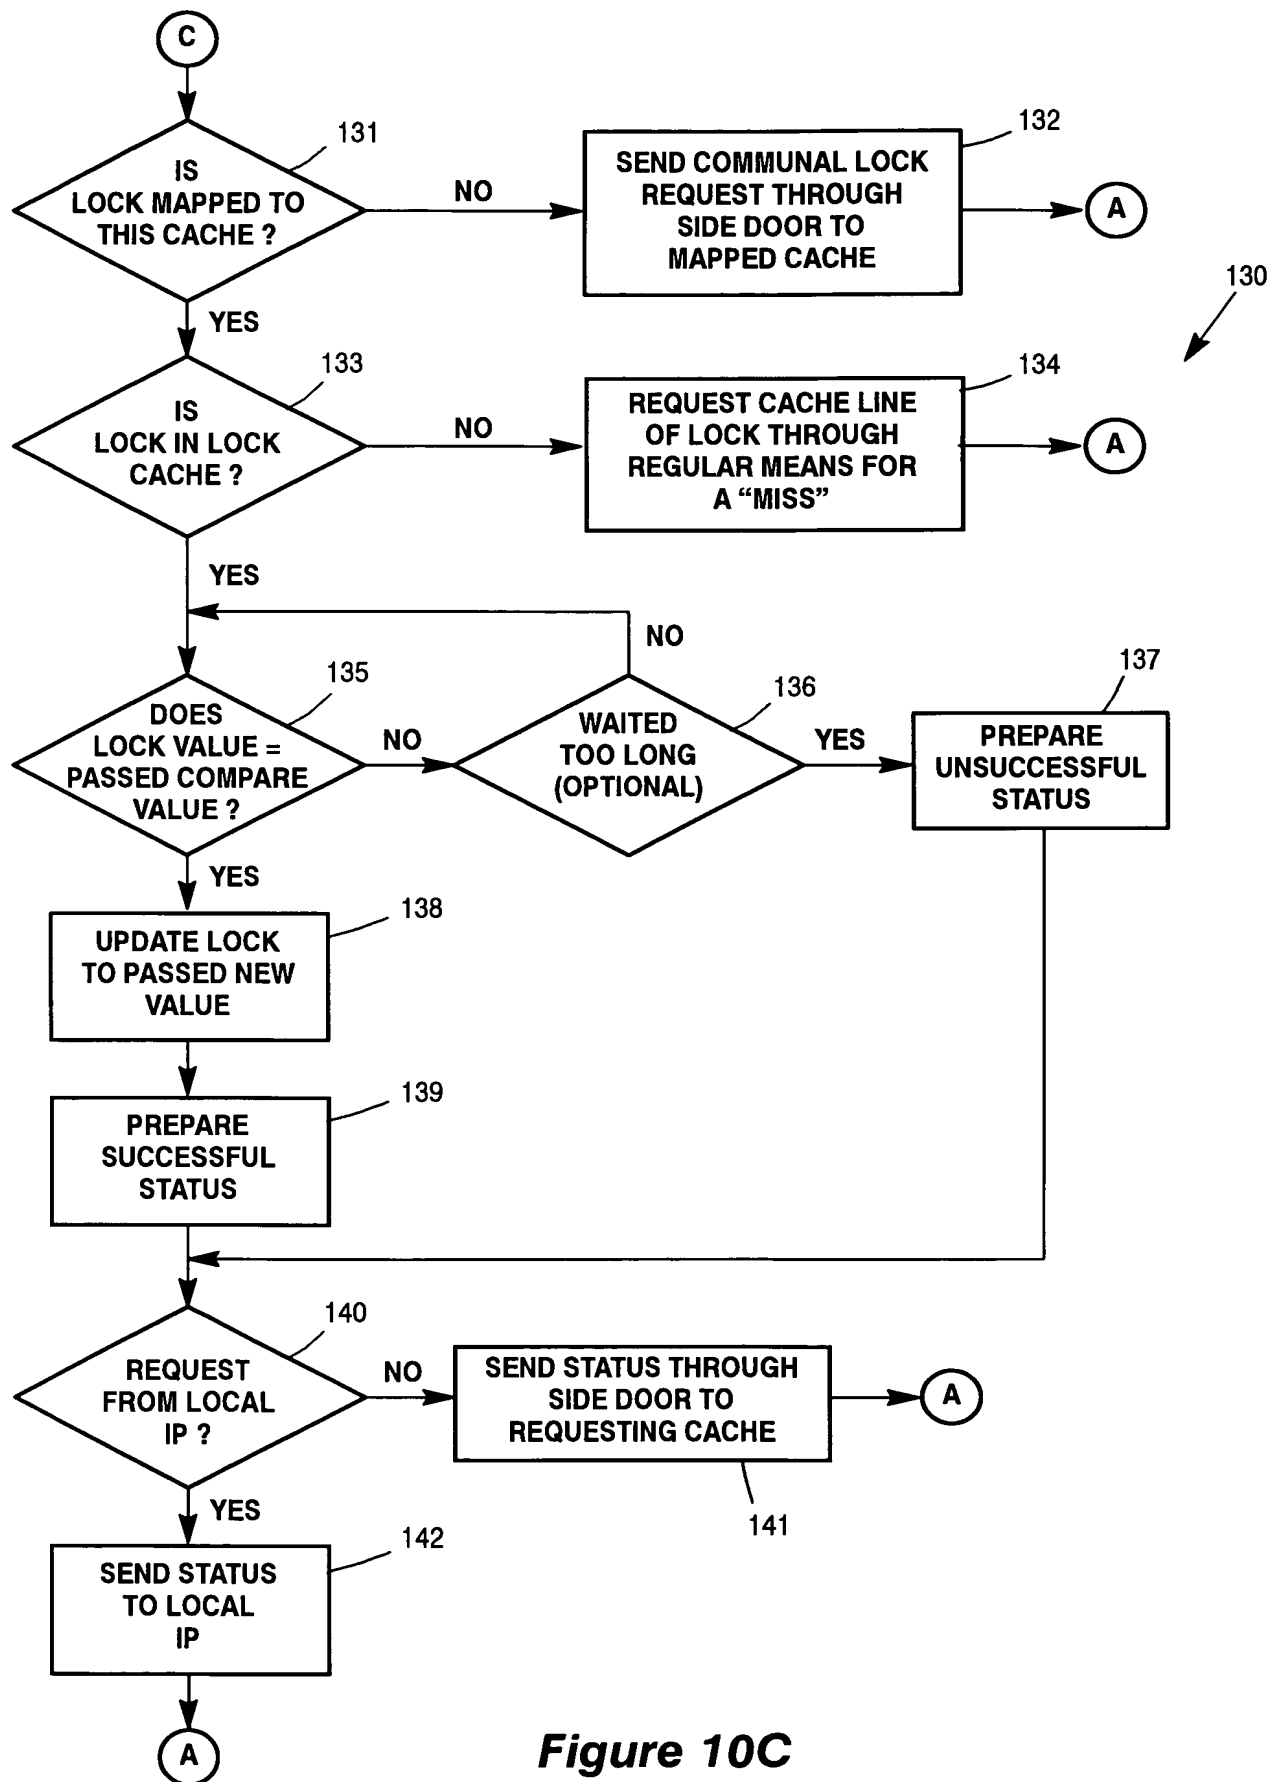 C
131
IS
LOCK MAPPED TO
THIS CACHE ?
NO
132
SEND COMMUNAL LOCK
REQUEST THROUGH
SIDE DOOR TO
MAPPED CACHE
A
130
YES
133
IS
LOCK IN LOCK
CACHE ?
NO
134
REQUEST CACHE LINE
OF LOCK THROUGH
REGULAR MEANS FOR
A “MISS”
A
YES
NO
135
DOES
LOCK VALUE =
PASSED COMPARE
VALUE ?
NO
136
WAITED
TOO LONG
(OPTIONAL)
YES
137
PREPARE
UNSUCCESSFUL
STATUS
YES
138
UPDATE LOCK
TO PASSED NEW
VALUE
139
PREPARE
SUCCESSFUL
STATUS
140
REQUEST
FROM LOCAL
IP ?
NO
SEND STATUS THROUGH
SIDE DOOR TO
REQUESTING CACHE
141
A
YES
142
SEND STATUS
TO LOCAL
IP
A
Figure 10C